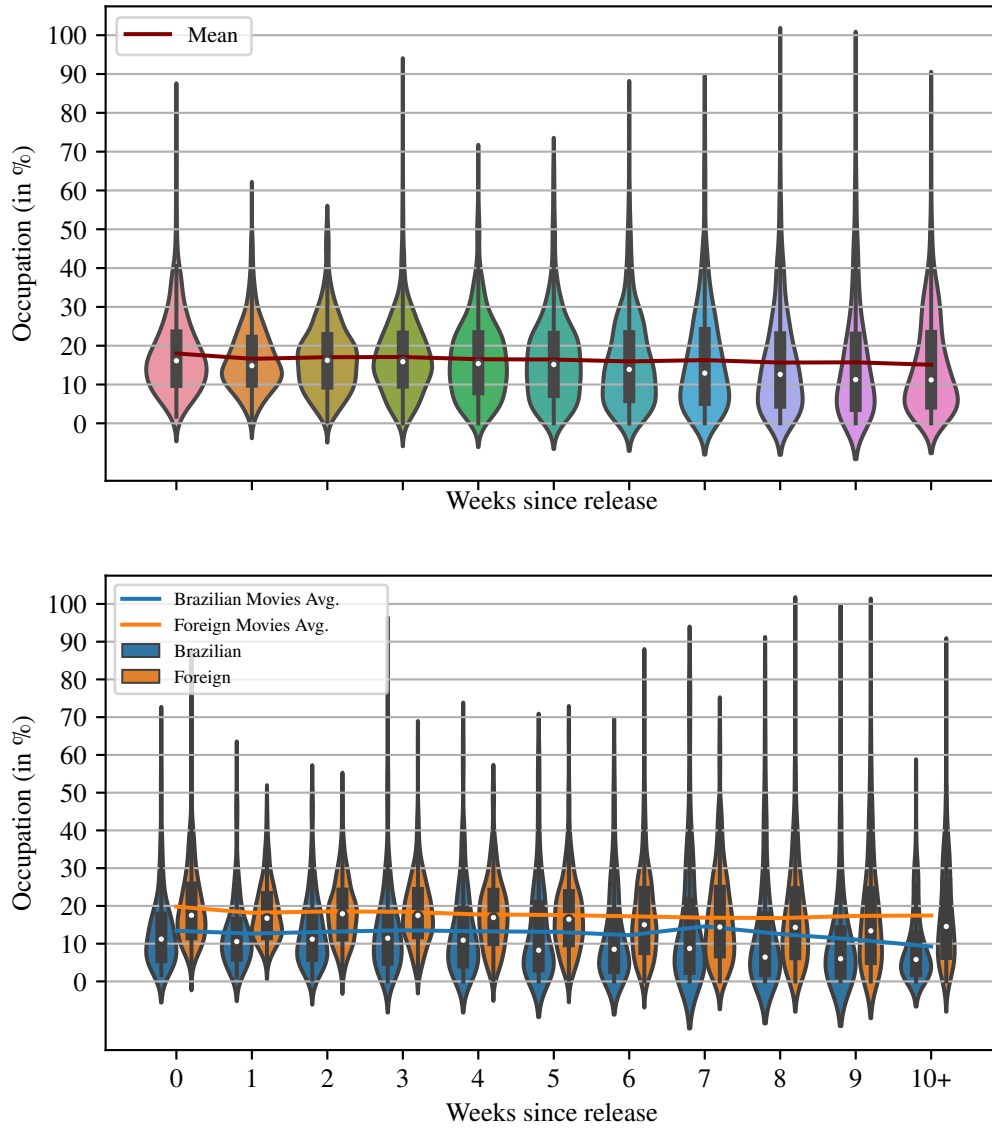 100
90
80
70
60
50
40
30
20
10
0
Occupation (in %)
Mean
Weeks since release
100
90
80
70
60
50
40
30
20
10
0
Occupation (in %)
Brazilian Movies Avg.
Foreign Movies Avg.
Brazilian
Foreign
0 1 2 3 4 5 6 7 8 9 10+
Weeks since release